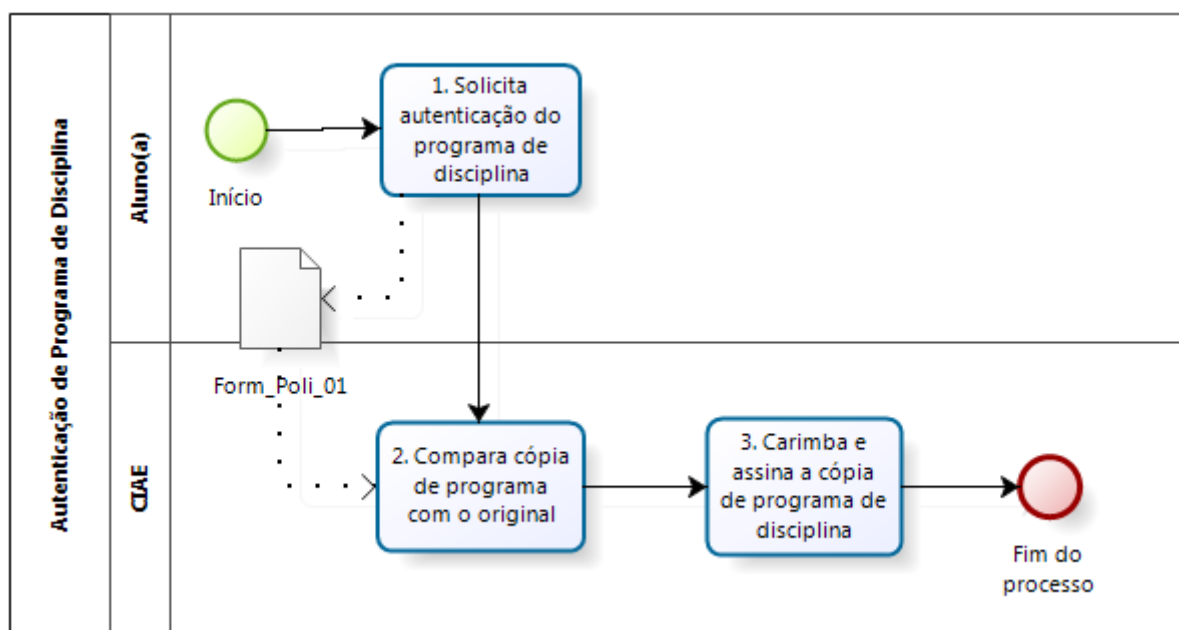 Autenticação de Programa de Disciplina
Aluno(a)
Início
1. Solicita
autenticação do
programa de
disciplina
Form_Poli_01
CIAE
2. Compara cópia
de programa
com o original
3. Carimba e
assina a cópia
de programa de
disciplina
Fim do
processo